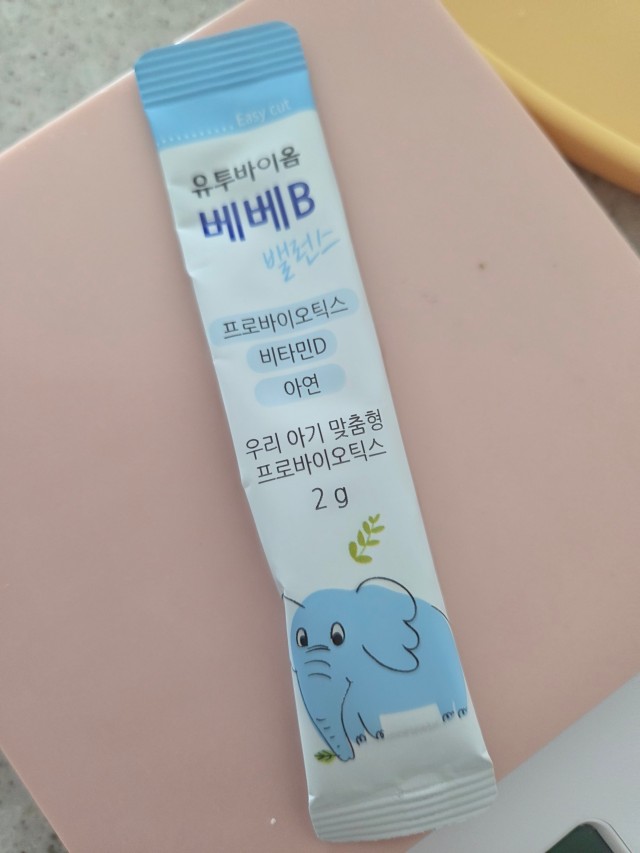 Easy cut
유투바이옴
베베B
밸런스
프로바이오틱스
비타민D
아연
우리 아기 맞춤형
프로바이오틱스
2 g